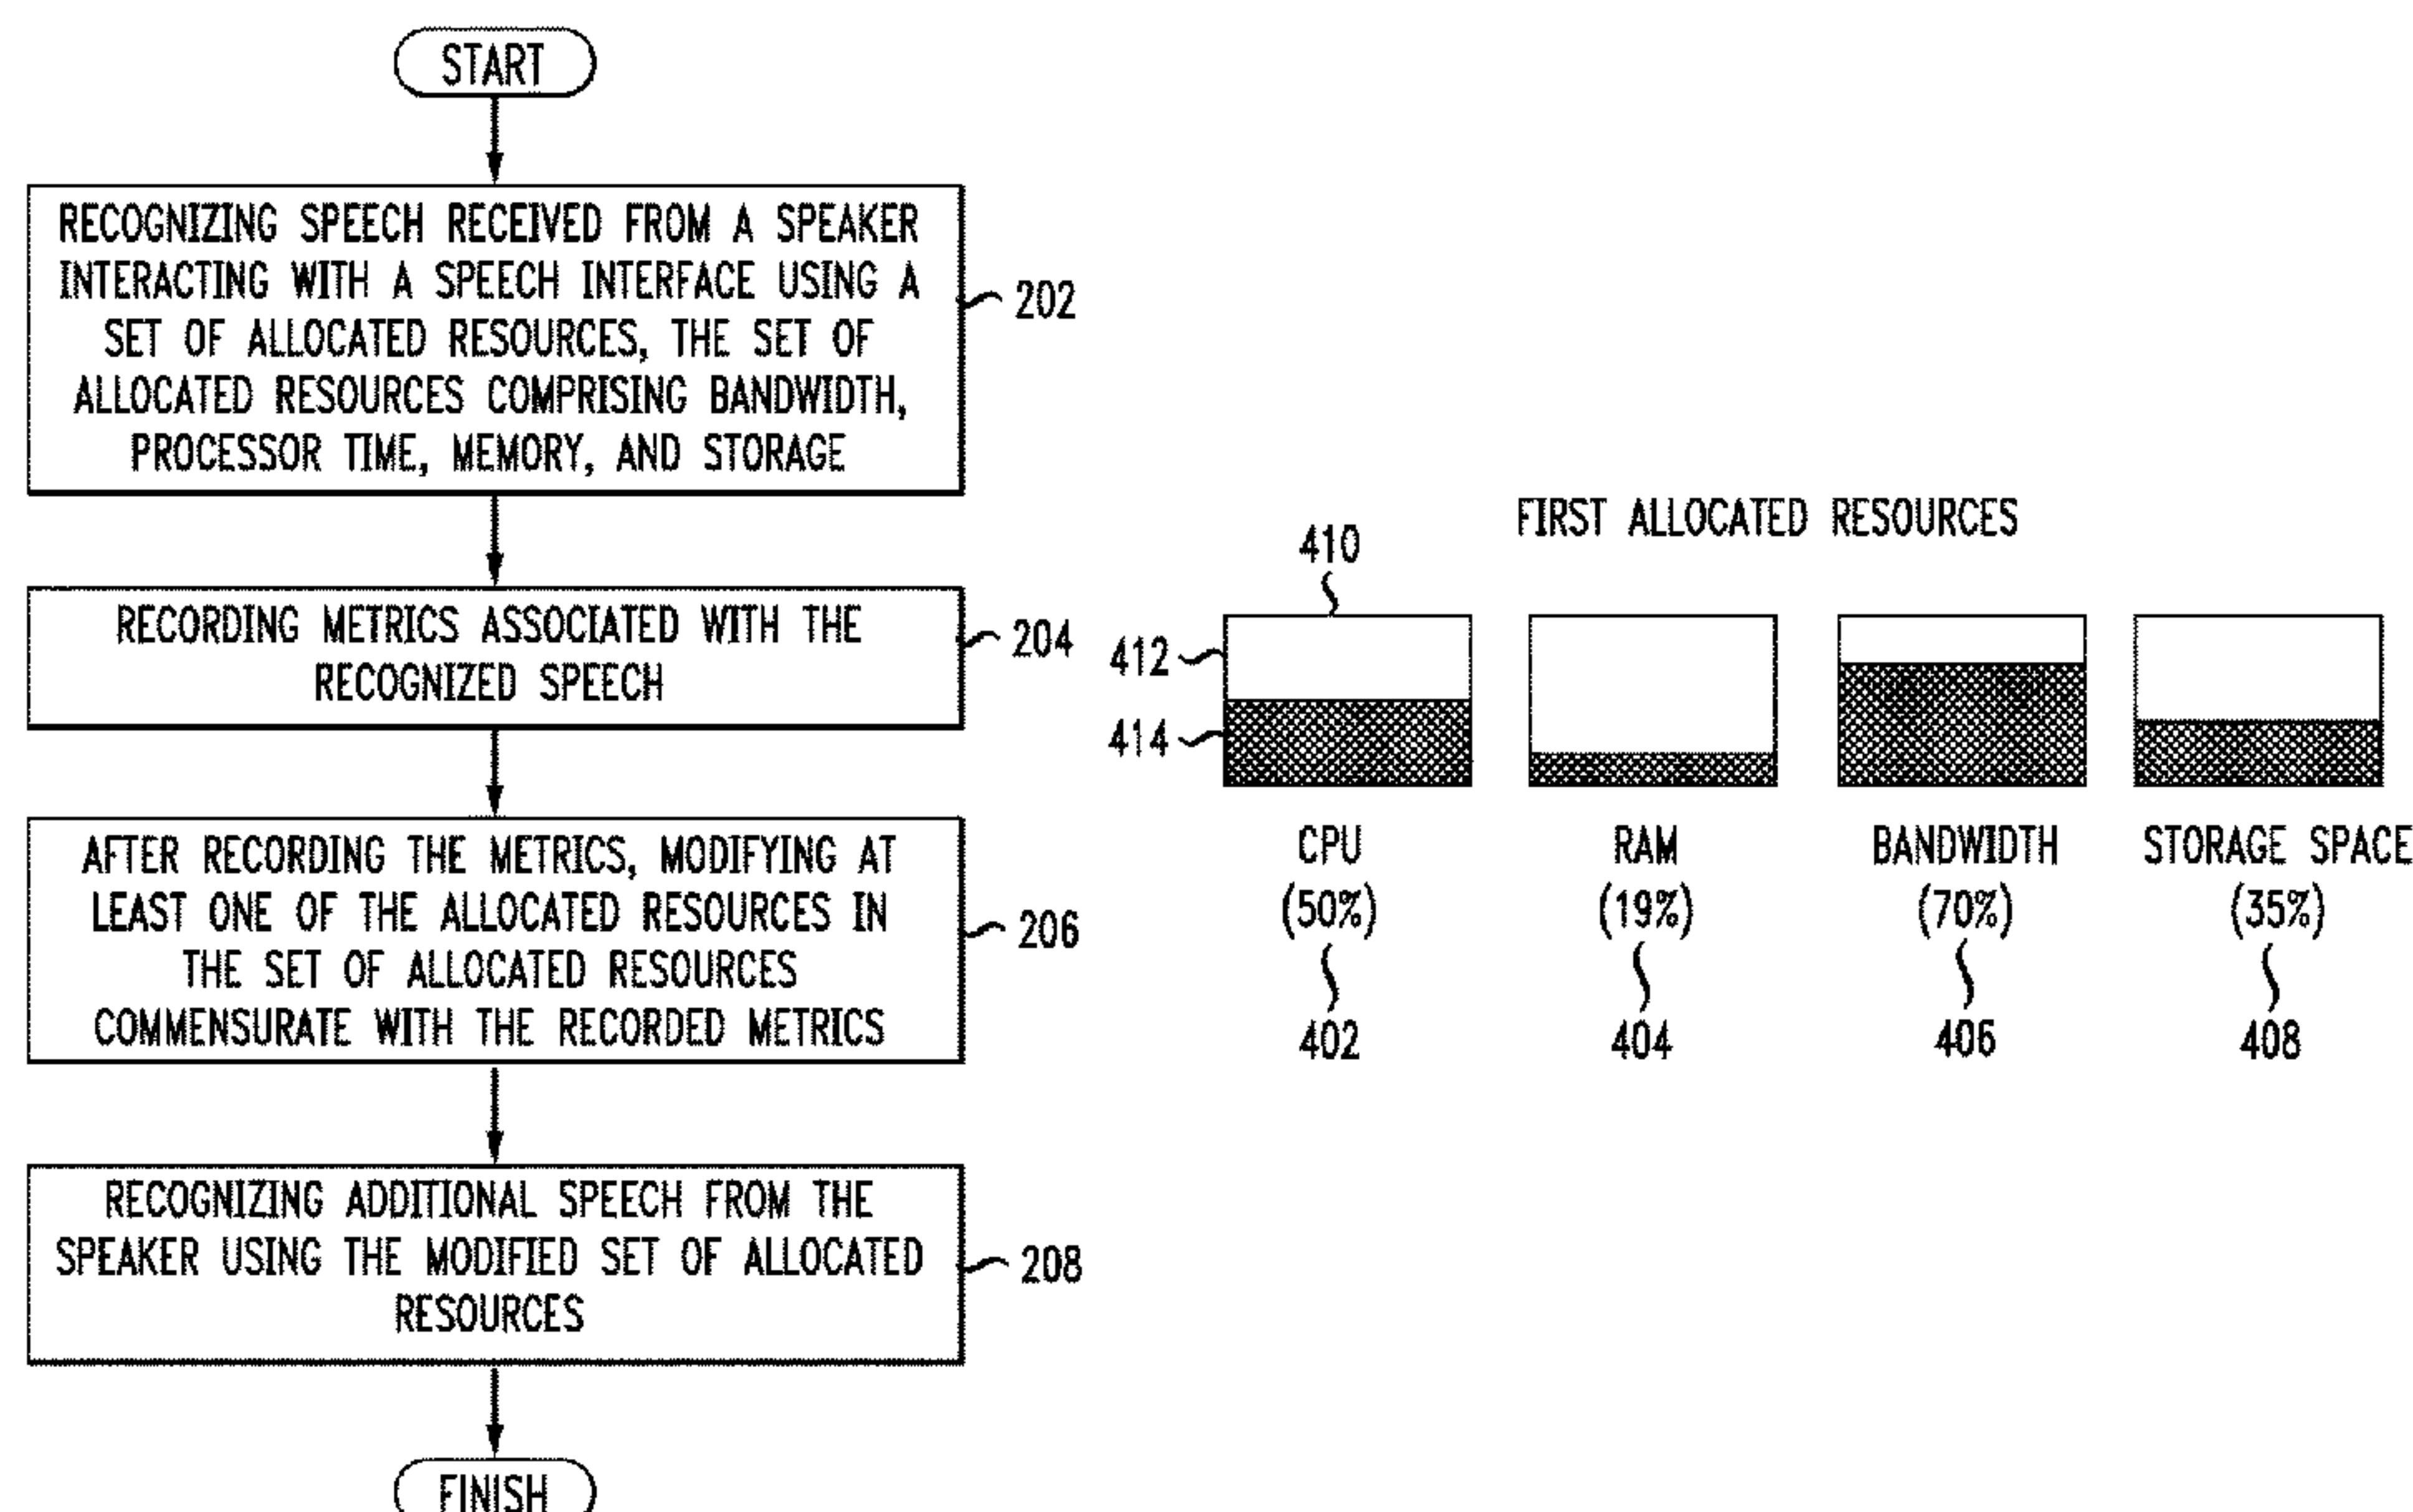 START
RECOGNIZING SPEECH RECEIVED FROM A SPEAKER
INTERACTING WITH A SPEECH INTERFACE USING A
SET OF ALLOCATED RESOURCES, THE SET OF
ALLOCATED RESOURCES COMPRISING BANDWIDTH,
PROCESSOR TIME, MEMORY, AND STORAGE
202
RECORDING METRICS ASSOCIATED WITH THE
RECOGNIZED SPEECH
204
AFTER RECORDING THE METRICS, MODIFYING AT
LEAST ONE OF THE ALLOCATED RESOURCES IN
THE SET OF ALLOCATED RESOURCES
COMMENSURATE WITH THE RECORDED METRICS
206
RECOGNIZING ADDITIONAL SPEECH FROM THE
SPEAKER USING THE MODIFIED SET OF ALLOCATED
RESOURCES
208
FINISH
FIRST ALLOCATED RESOURCES
410
412
414
CPU
(50%)
402
RAM
(19%)
404
BANDWIDTH
(70%)
406
STORAGE SPACE
(35%)
408